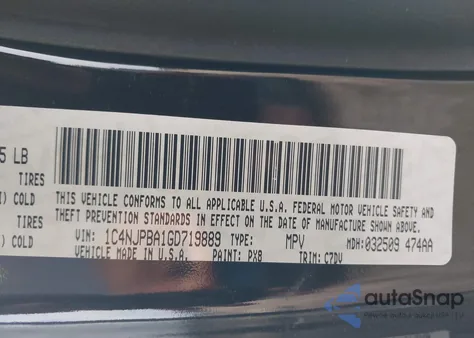 5 LB
TIRES
) COLD
TIRES
) COLD
THIS VEHICLE CONFORMS TO ALL APPLICABLE U.S.A. FEDERAL MOTOR VEHICLE SAFETY AND
THEFT PREVENTION STANDARDS IN EFFECT ON THE DATE OF MANUFACTURE SHOWN ABOVE.
VIN: 1C4NJPBA1GD719889 TYPE: MPV MDH: 032509 474AA
MADE IN U.S.A. PAINT: PX8 TRIM: C7DV
autoSnap